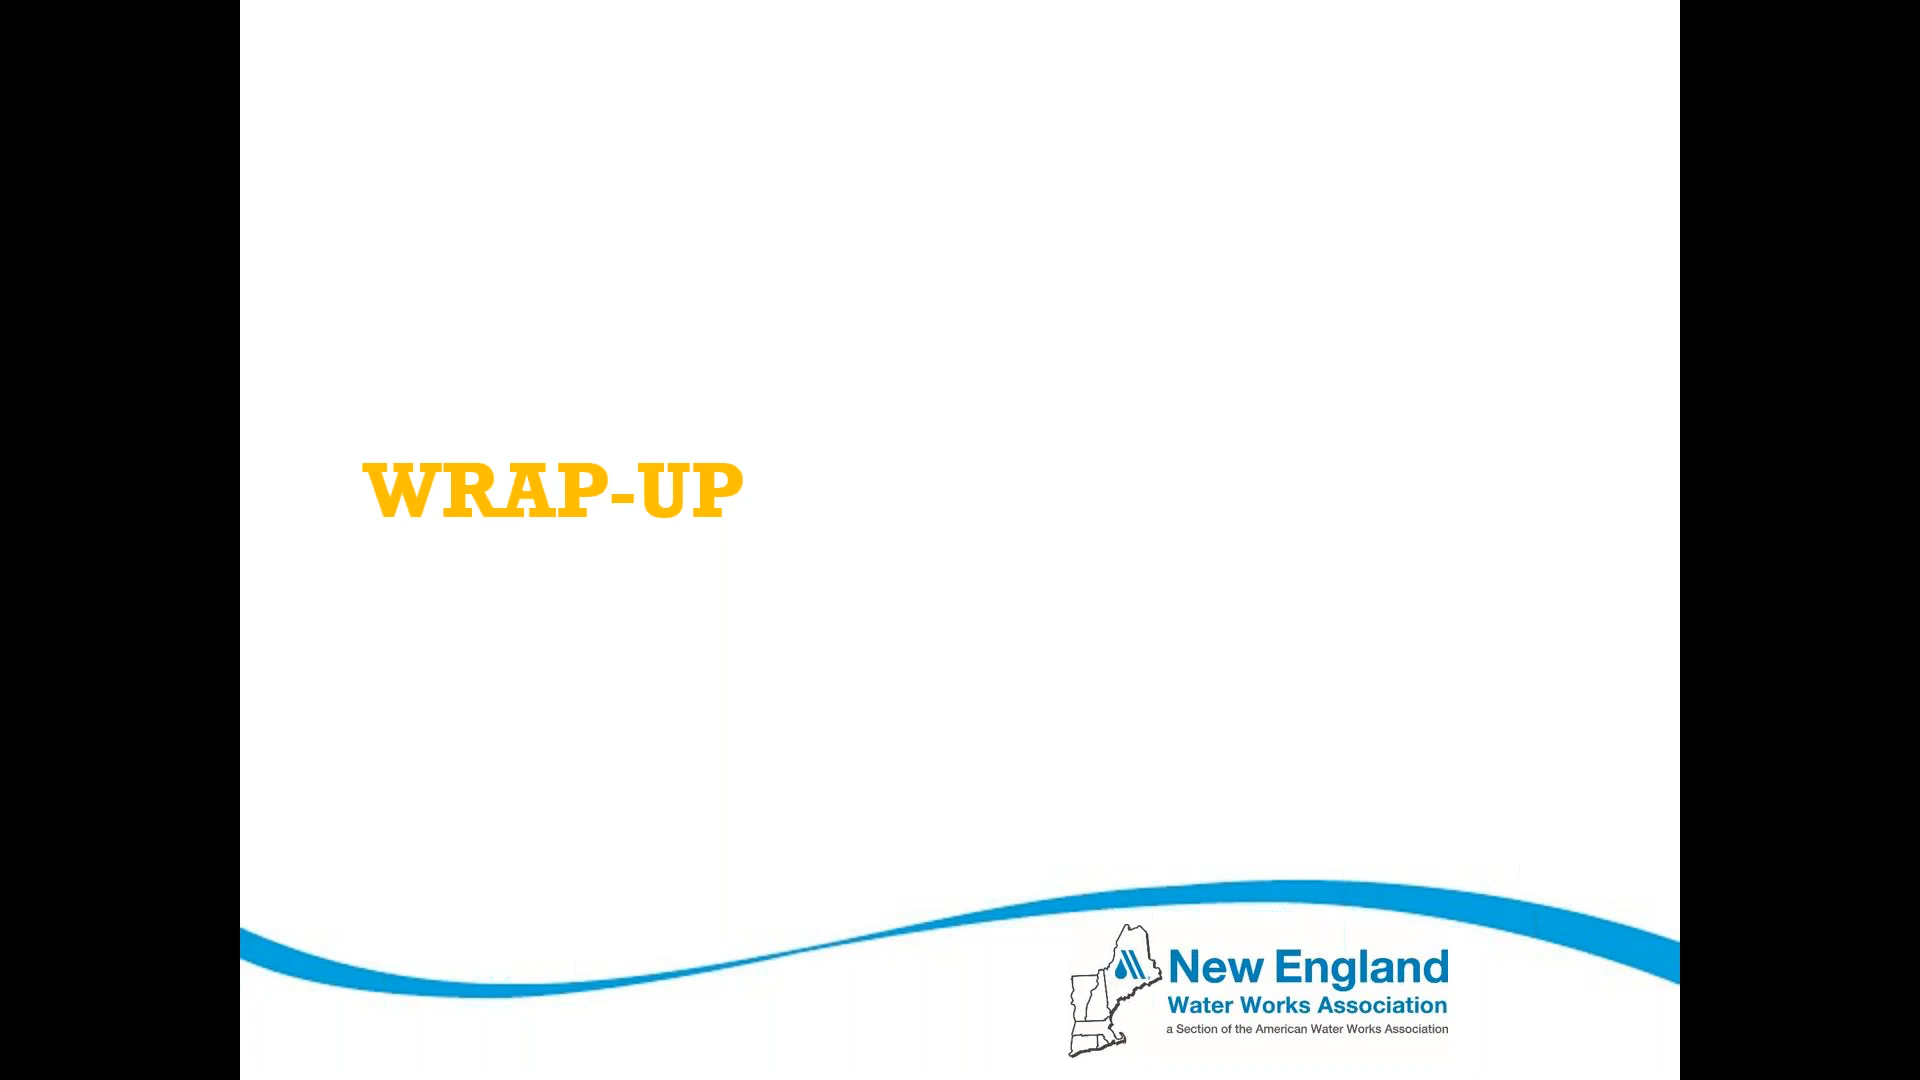 WRAP-UP
New England
Water Works Association
a Section of the American Water Works Association